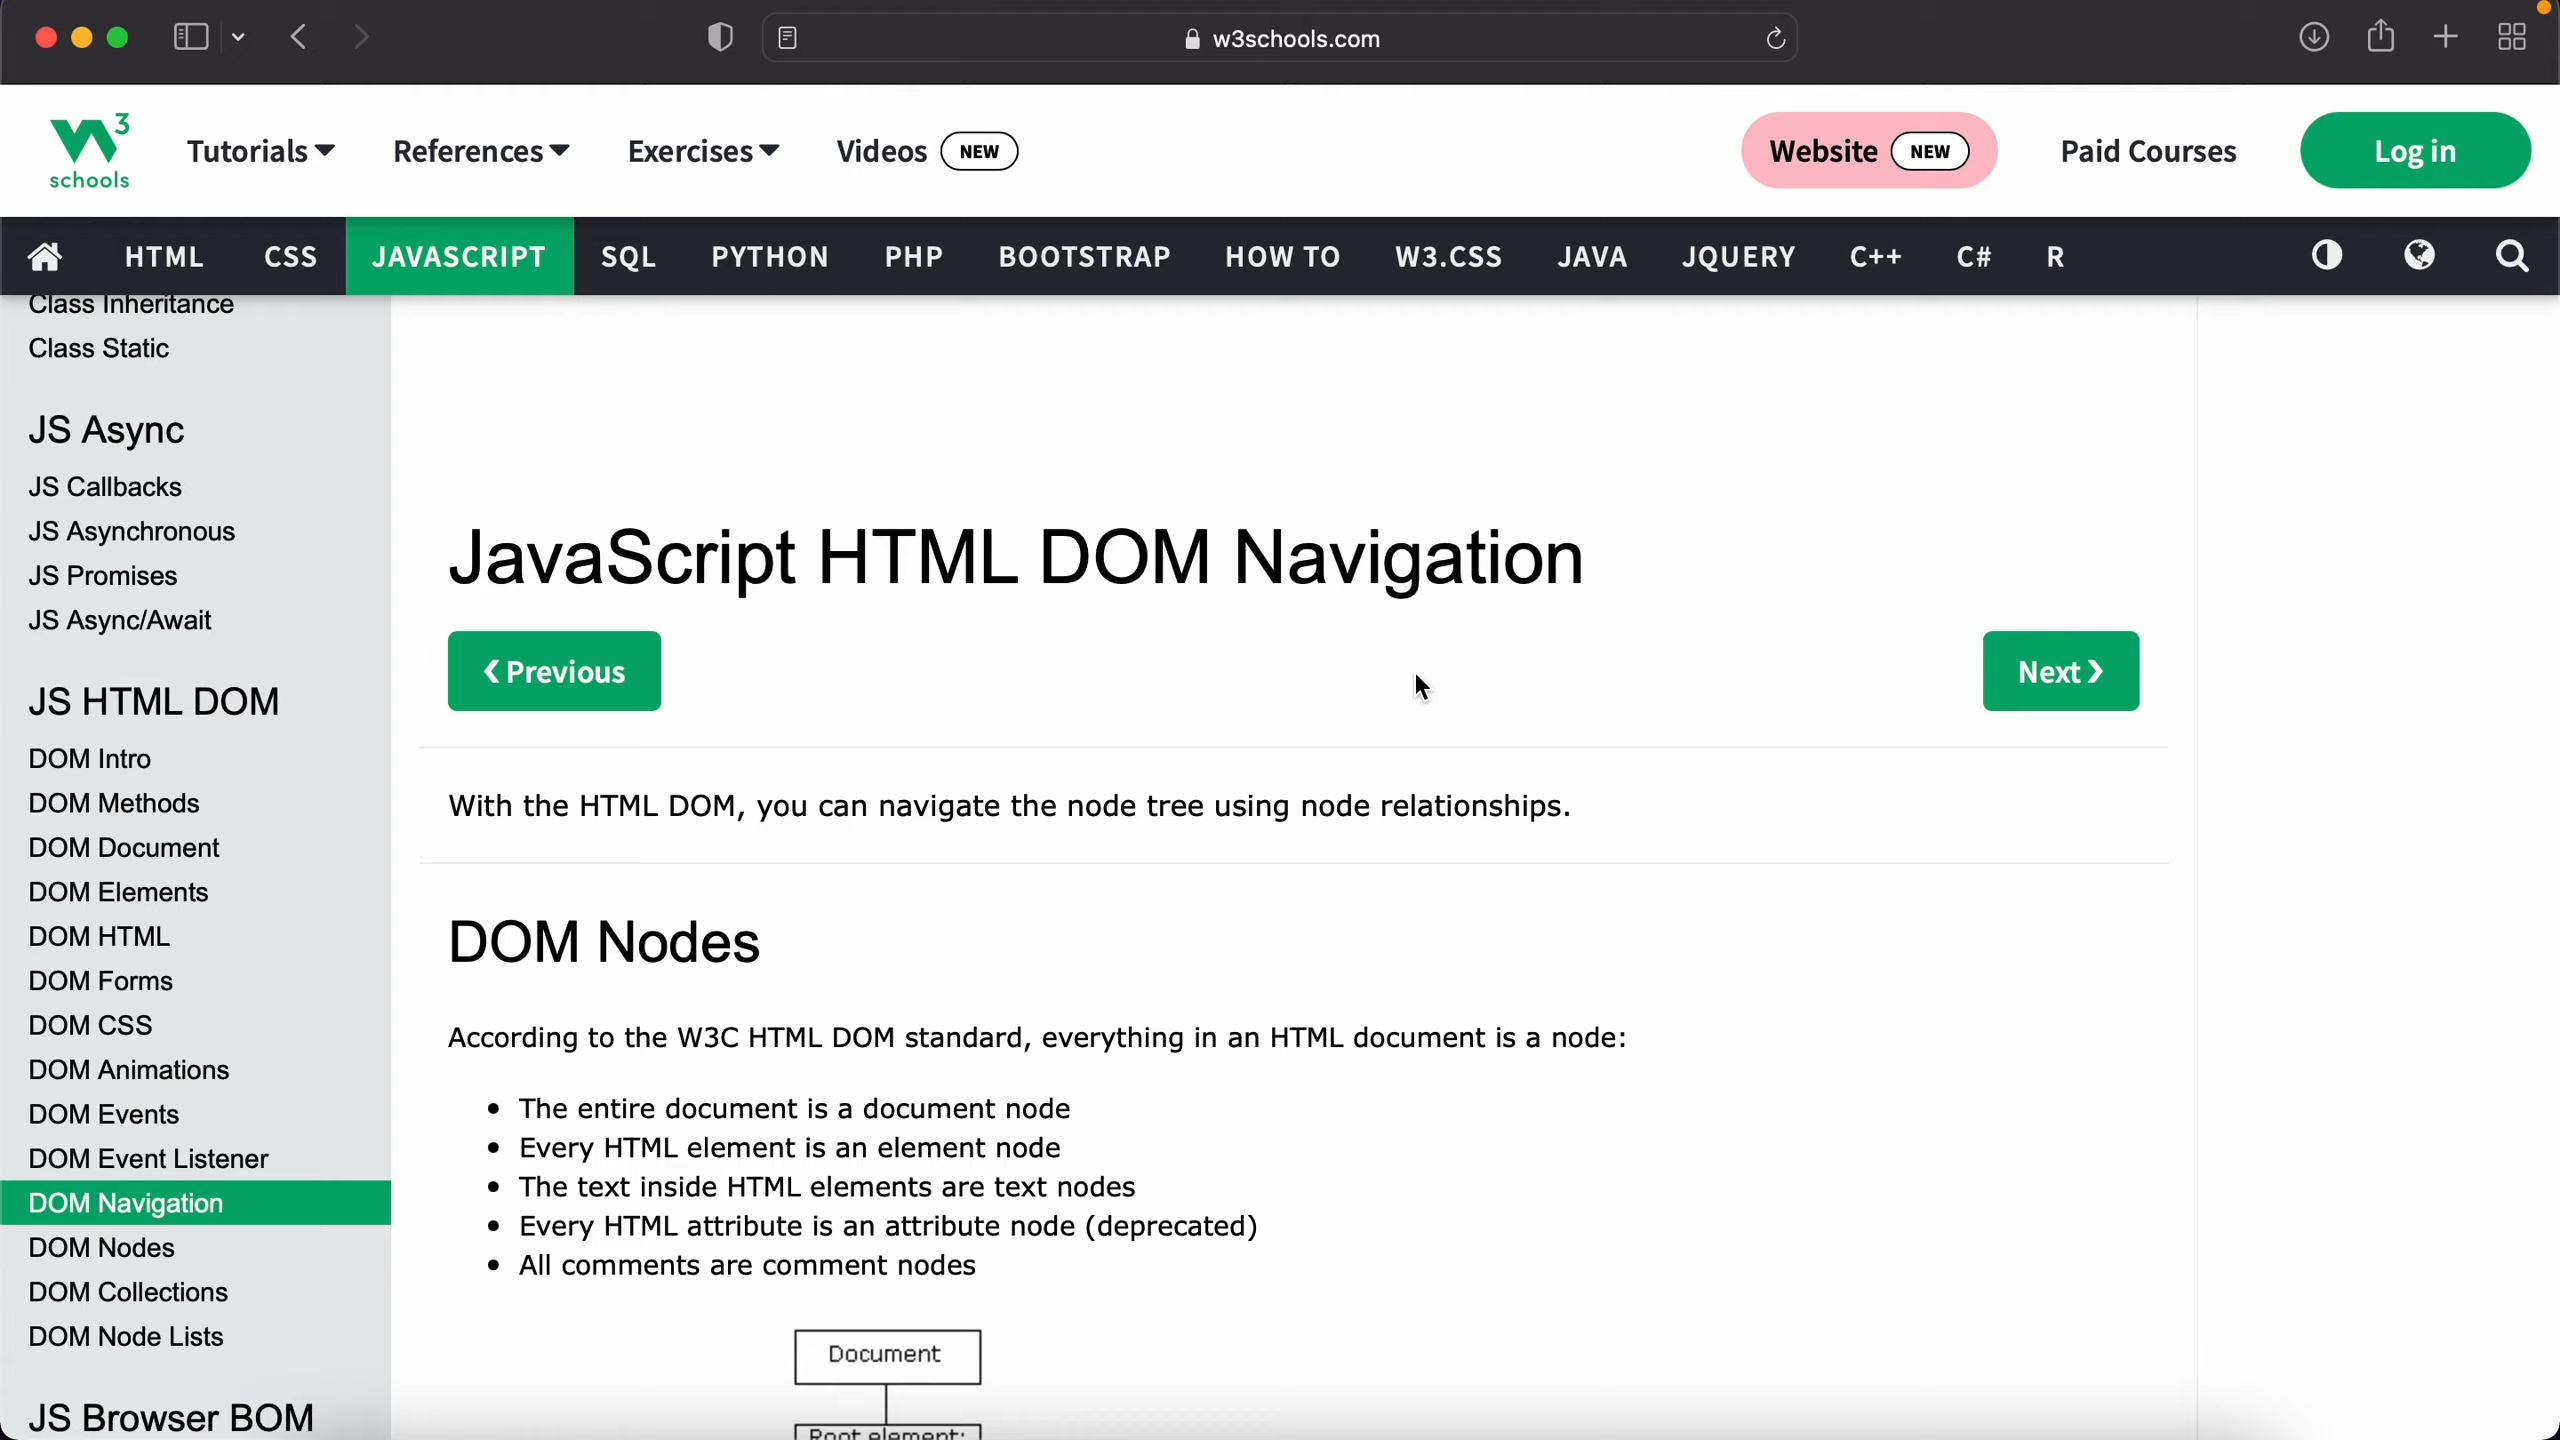 w3schools.com
3
schools
Tutorials
References
Exercises
Videos NEW
Website NEW
Paid Courses
Log in
HTML
CSS
JAVASCRIPT
SQL
PYTHON
PHP
BOOTSTRAP
HOW TO
W3.CSS
JAVA
JQUERY
C++
C#
R
Class Inheritance
Class Static
JS Async
JS Callbacks
JS Asynchronous
JS Promises
JS Async/Await
JS HTML DOM
DOM Intro
DOM Methods
DOM Document
DOM Elements
DOM HTML
DOM Forms
DOM CSS
DOM Animations
DOM Events
DOM Event Listener
DOM Navigation
DOM Nodes
DOM Collections
DOM Node Lists
JS Browser BOM
JavaScript HTML DOM Navigation
❮ Previous
Next ❯
With the HTML DOM, you can navigate the node tree using node relationships.
DOM Nodes
According to the W3C HTML DOM standard, everything in an HTML document is a node:
• The entire document is a document node
• Every HTML element is an element node
• The text inside HTML elements are text nodes
• Every HTML attribute is an attribute node (deprecated)
• All comments are comment nodes
Document
Root element: